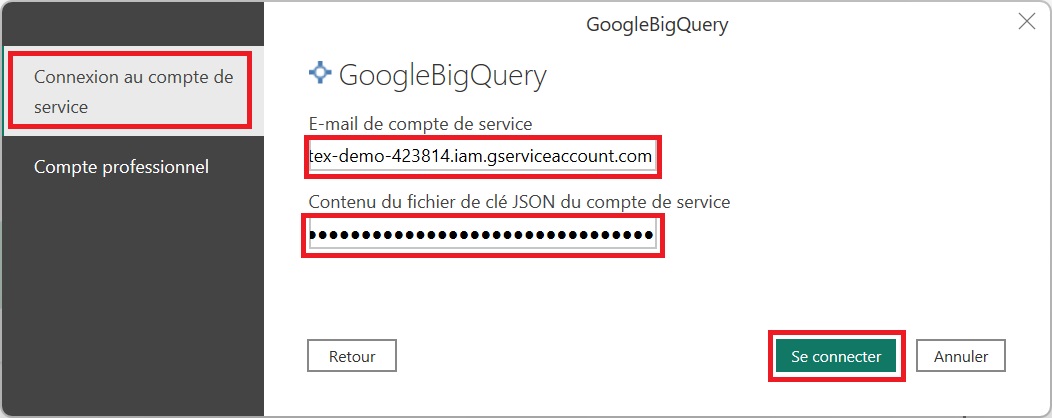 GoogleBigQuery
Connexion au compte de
service
Compte professionnel
GoogleBigQuery
E-mail de compte de service
tex-demo-423814.iam.gserviceaccount.com
Contenu du fichier de clé JSON du compte de service
Retour
Se connecter
Annuler